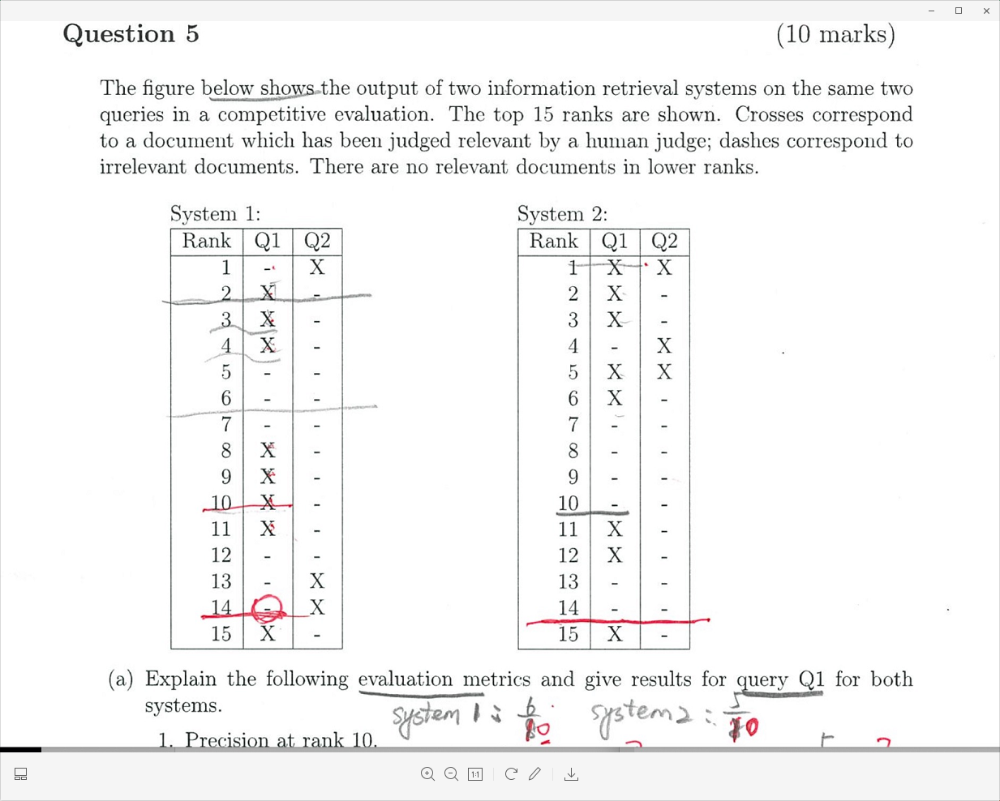 Question 5 (10 marks)
The figure below shows the output of two information retrieval systems on the same two
queries in a competitive evaluation. The top 15 ranks are shown. Crosses correspond
to a document which has been judged relevant by a human judge; dashes correspond to
irrelevant documents. There are no relevant documents in lower ranks.
System 1: System 2:
Rank Q1 Q2 Rank Q1 Q2
1 - X 1 X X
2 X - 2 X -
3 X - 3 X -
4 X - 4 - X
5 - - 5 X X
6 - - 6 X -
7 - - 7 - -
8 X - 8 - -
9 X - 9 - -
10 X - 10 - -
11 X - 11 X -
12 - - 12 X -
13 - X 13 - -
14 - X 14 - -
15 X - 15 X -
(a) Explain the following evaluation metrics and give results for query Q1 for both
systems.
system 1: 6/10 system 2: 5/10
1. Precision at rank 10.
1:1